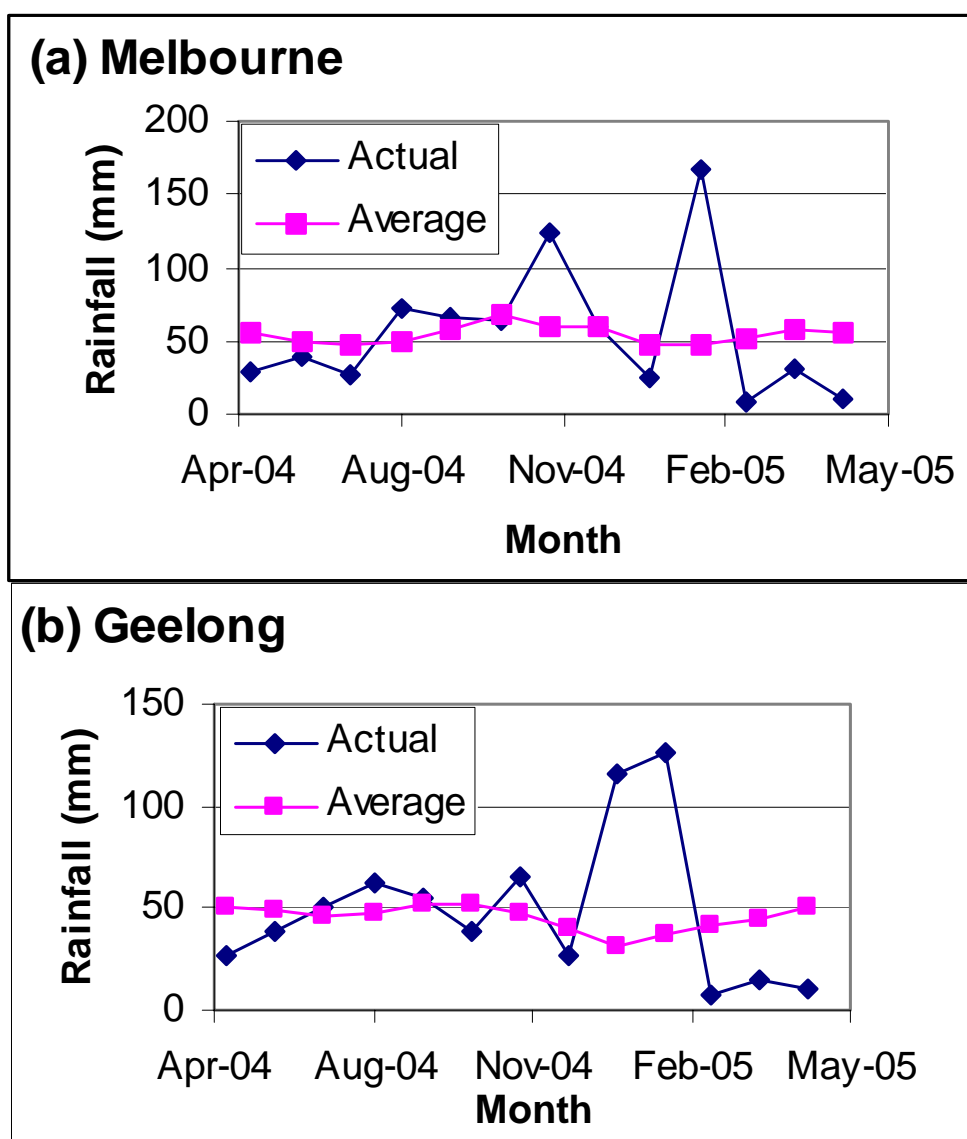 (a) Melbourne
Rainfall (mm)
200
150
100
50
0
Actual
Average
Apr-04 Aug-04 Nov-04 Feb-05 May-05
Month
(b) Geelong
Rainfall (mm)
150
100
50
0
Actual
Average
Apr-04 Aug-04 Nov-04 Feb-05 May-05
Month